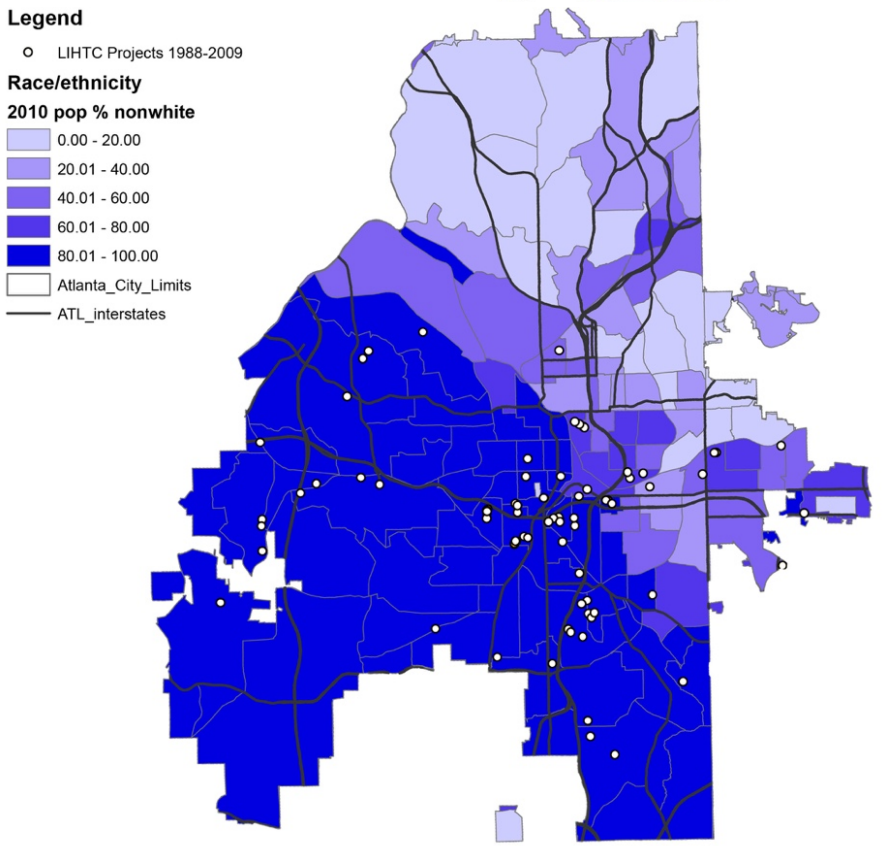 Legend
LIHTC Projects 1988-2009
Race/ethnicity
2010 pop % nonwhite
0.00 - 20.00
20.01 - 40.00
40.01 - 60.00
60.01 - 80.00
80.01 - 100.00
Atlanta_City_Limits
ATL_interstates